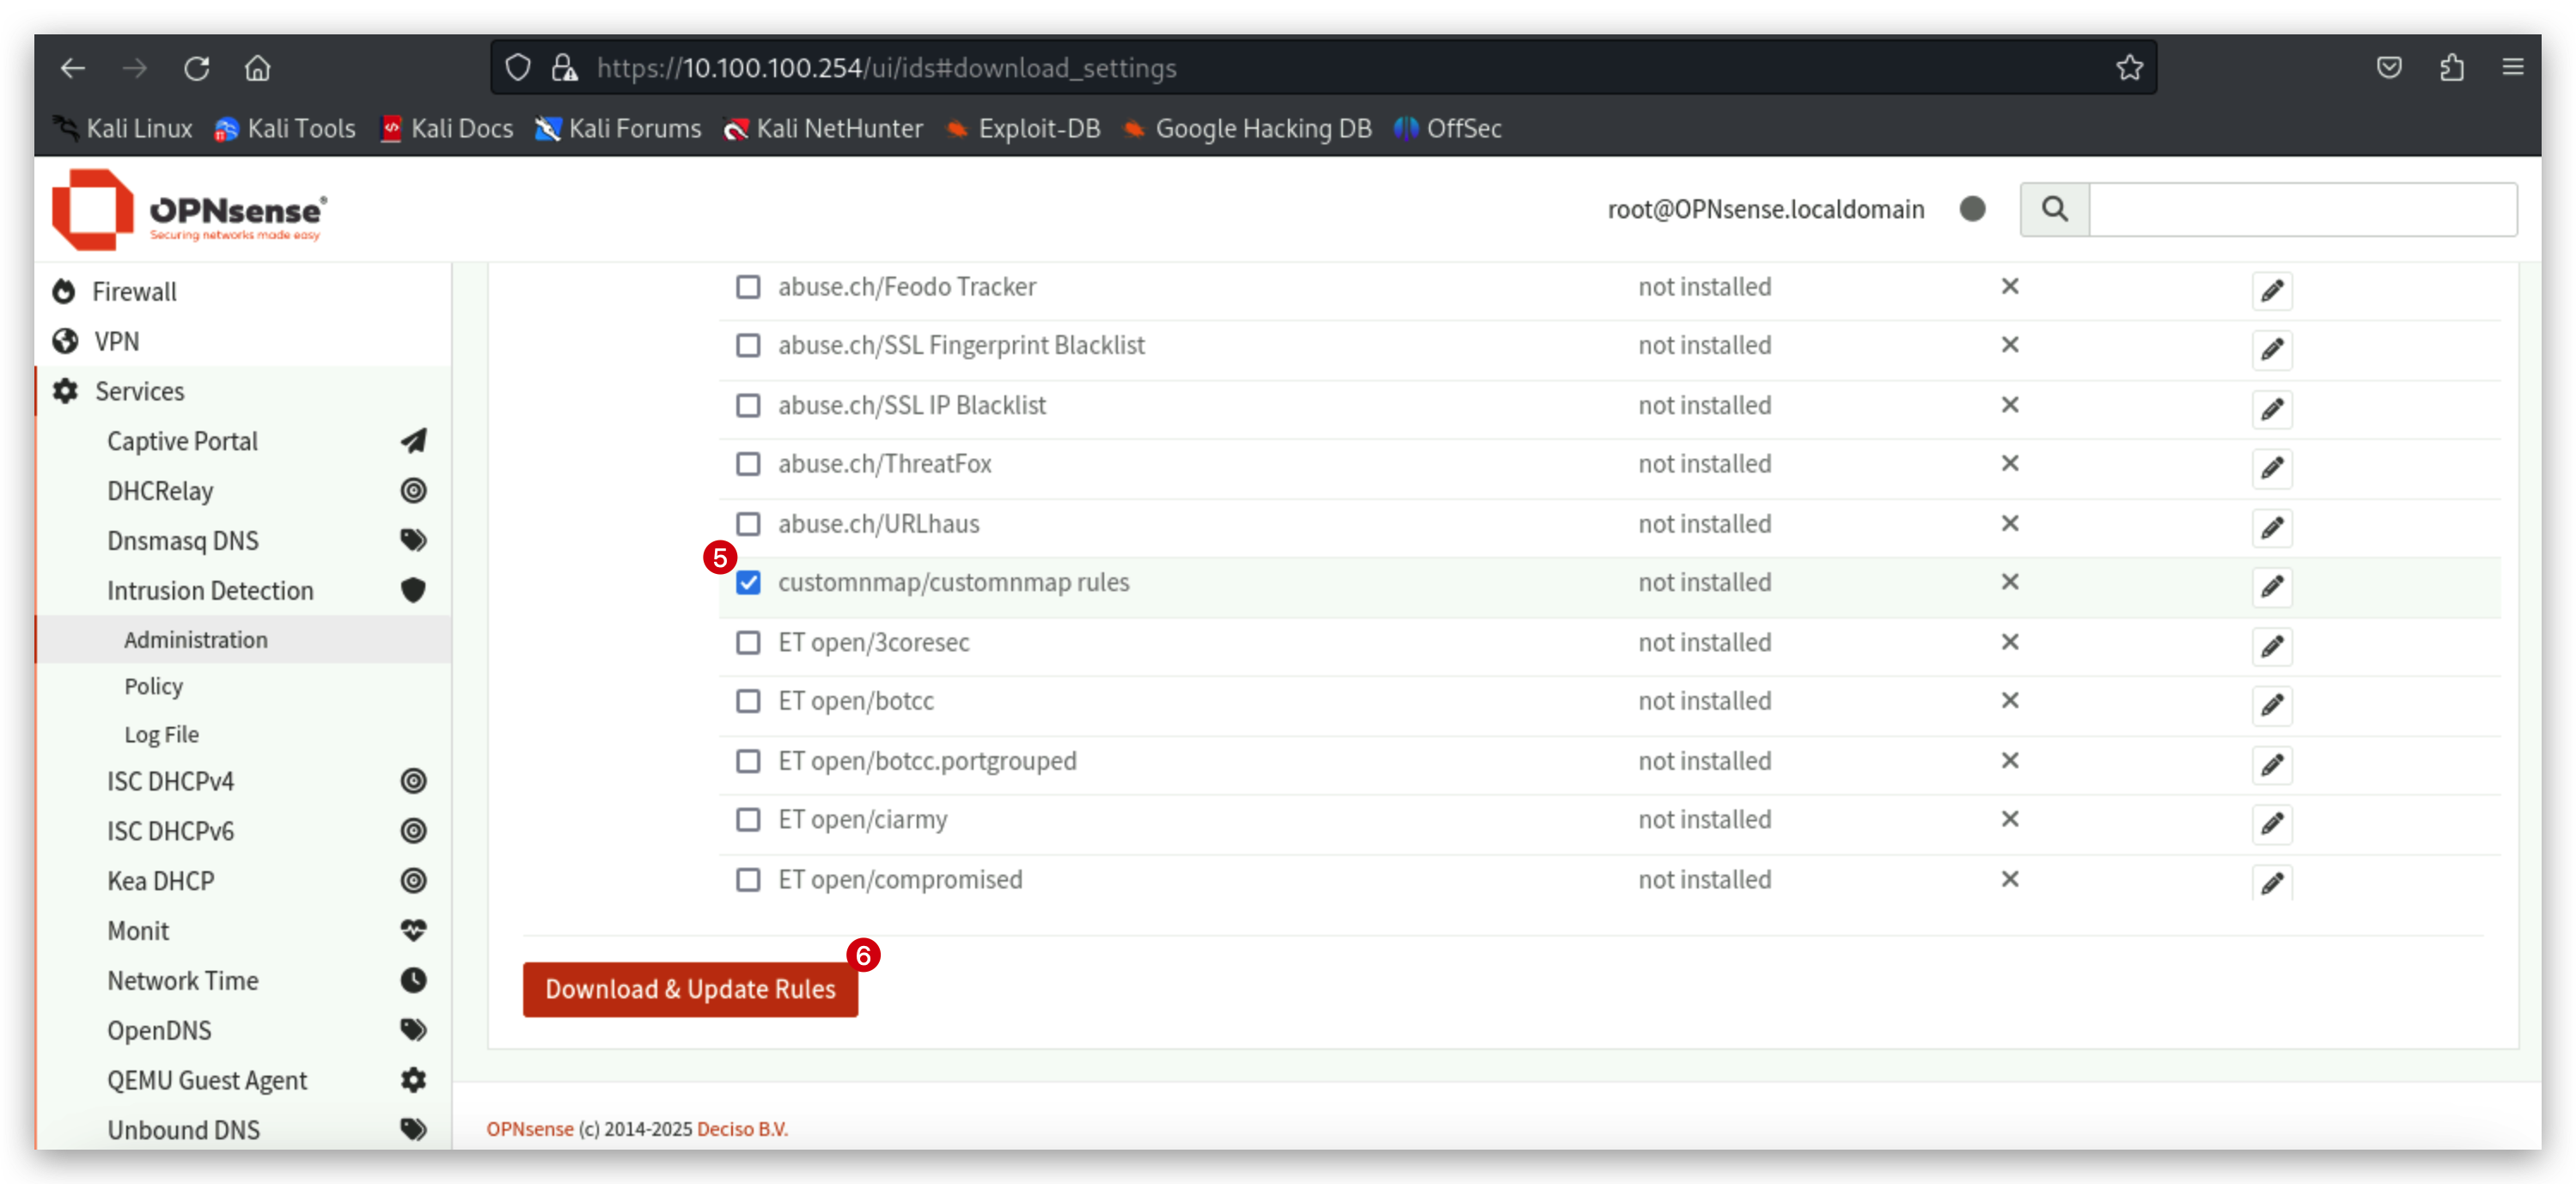 https://10.100.100.254/ui/ids#download_settings
Kali Linux Kali Tools Kali Docs Kali Forums Kali NetHunter Exploit-DB Google Hacking DB OffSec
OPNsense®
Securing networks made easy
root@OPNsense.localdomain
Firewall
VPN
Services
Captive Portal
DHCRelay
Dnsmasq DNS
Intrusion Detection
Administration
Policy
Log File
ISC DHCPv4
ISC DHCPv6
Kea DHCP
Monit
Network Time
OpenDNS
QEMU Guest Agent
Unbound DNS
abuse.ch/Feodo Tracker not installed
abuse.ch/SSL Fingerprint Blacklist not installed
abuse.ch/SSL IP Blacklist not installed
abuse.ch/ThreatFox not installed
abuse.ch/URLhaus not installed
5
customnmap/customnmap rules not installed
ET open/3coresec not installed
ET open/botcc not installed
ET open/botcc.portgrouped not installed
ET open/ciarmy not installed
ET open/compromised not installed
6
Download & Update Rules
OPNsense (c) 2014-2025 Deciso B.V.